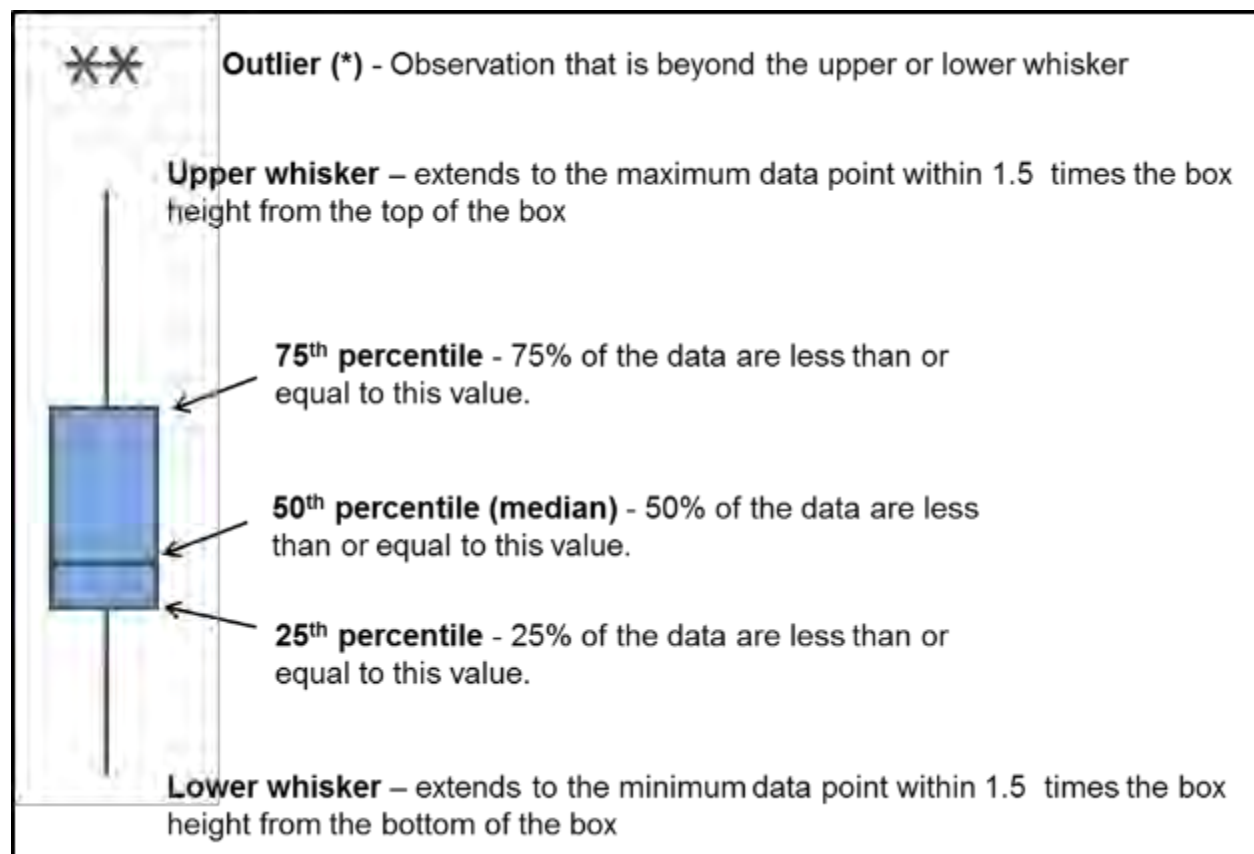 **
Outlier (*) - Observation that is beyond the upper or lower whisker
Upper whisker – extends to the maximum data point within 1.5 times the box
height from the top of the box
75th percentile - 75% of the data are less than or
equal to this value.
50th percentile (median) - 50% of the data are less
than or equal to this value.
25th percentile - 25% of the data are less than or
equal to this value.
Lower whisker – extends to the minimum data point within 1.5 times the box
height from the bottom of the box